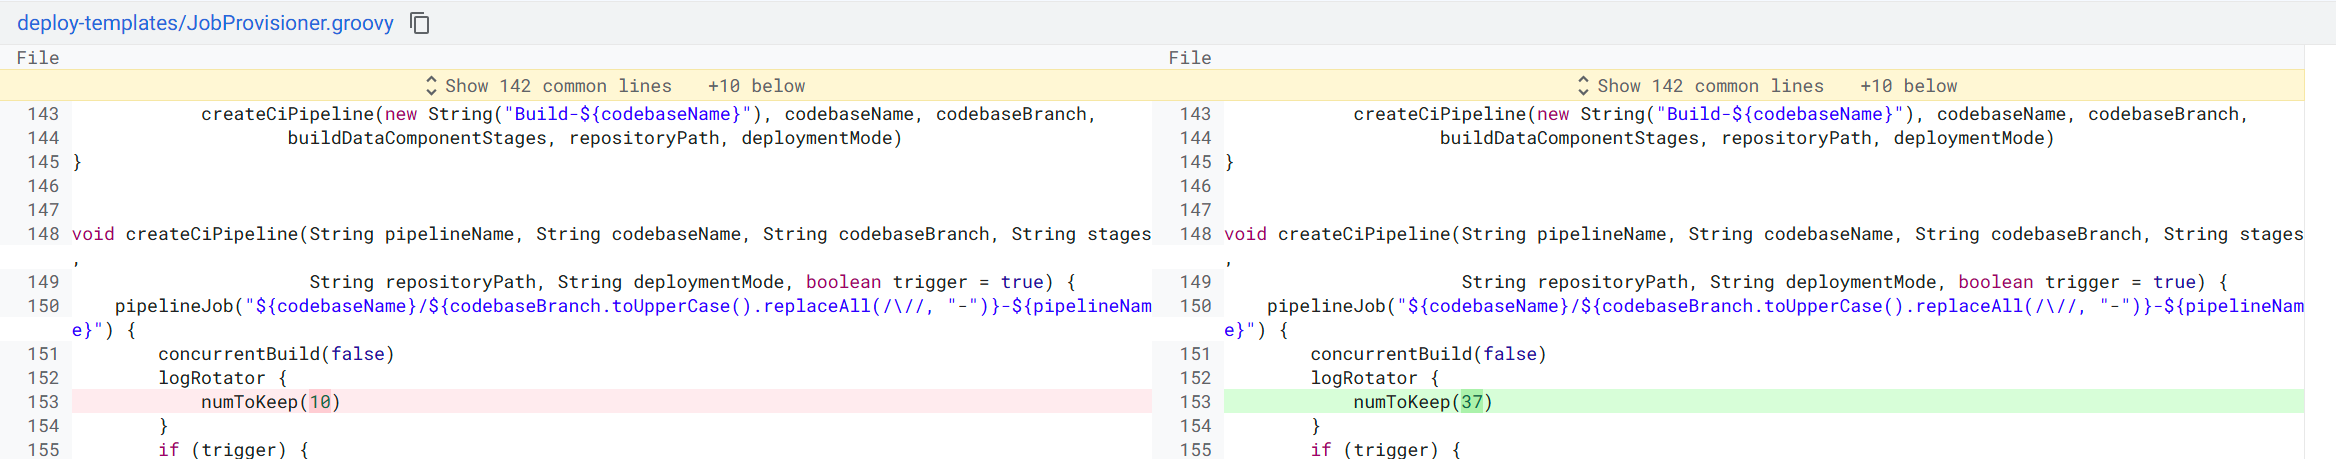 deploy-templates/JobProvisioner.groovy
File
Show 142 common lines +10 below
143 createCiPipeline(new String("Build-${codebaseName}"), codebaseName, codebaseBranch,
144 buildDataComponentStages, repositoryPath, deploymentMode)
145 }
146
147
148 void createCiPipeline(String pipelineName, String codebaseName, String codebaseBranch, String stages
,
149 String repositoryPath, String deploymentMode, boolean trigger = true) {
150 pipelineJob("${codebaseName}/${codebaseBranch.toUpperCase().replaceAll(/\//, "-")}-${pipelineNam
e}") {
151 concurrentBuild(false)
152 logRotator {
153 numToKeep(10)
154 }
155 if (trigger) {
File
Show 142 common lines +10 below
143 createCiPipeline(new String("Build-${codebaseName}"), codebaseName, codebaseBranch,
144 buildDataComponentStages, repositoryPath, deploymentMode)
145 }
146
147
148 void createCiPipeline(String pipelineName, String codebaseName, String codebaseBranch, String stages
,
149 String repositoryPath, String deploymentMode, boolean trigger = true) {
150 pipelineJob("${codebaseName}/${codebaseBranch.toUpperCase().replaceAll(/\//, "-")}-${pipelineNam
e}") {
151 concurrentBuild(false)
152 logRotator {
153 numToKeep(37)
154 }
155 if (trigger) {